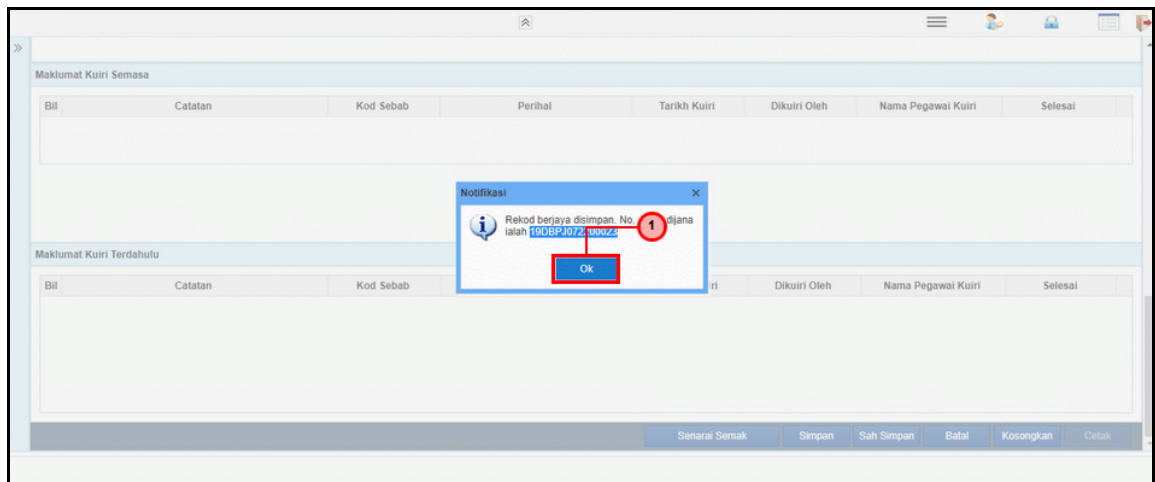 Maklumat Kuiri Semasa
Bil Catatan Kod Sebab Perihal Tarikh Kuiri Dikuiri Oleh Nama Pegawai Kuiri Selesai
Notifikasi
Rekod berjaya disimpan. No. dijana
ialah
1
Ok
Maklumat Kuiri Terdahulu
Bil Catatan Kod Sebab ri Dikuiri Oleh Nama Pegawai Kuiri Selesai
Senarai Semak Simpan Sah Simpan Batal Kosongkan Cetak